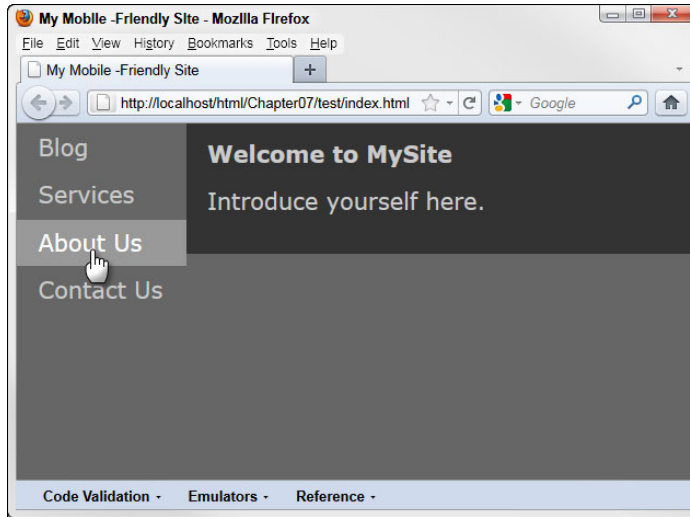 My Mobile -Friendly Site - Mozilla Firefox
File Edit View History Bookmarks Tools Help
My Mobile -Friendly Site +
http://localhost/html/Chapter07/test/index.html Google
Blog
Services
About Us
Contact Us
Welcome to MySite
Introduce yourself here.
Code Validation Emulators Reference